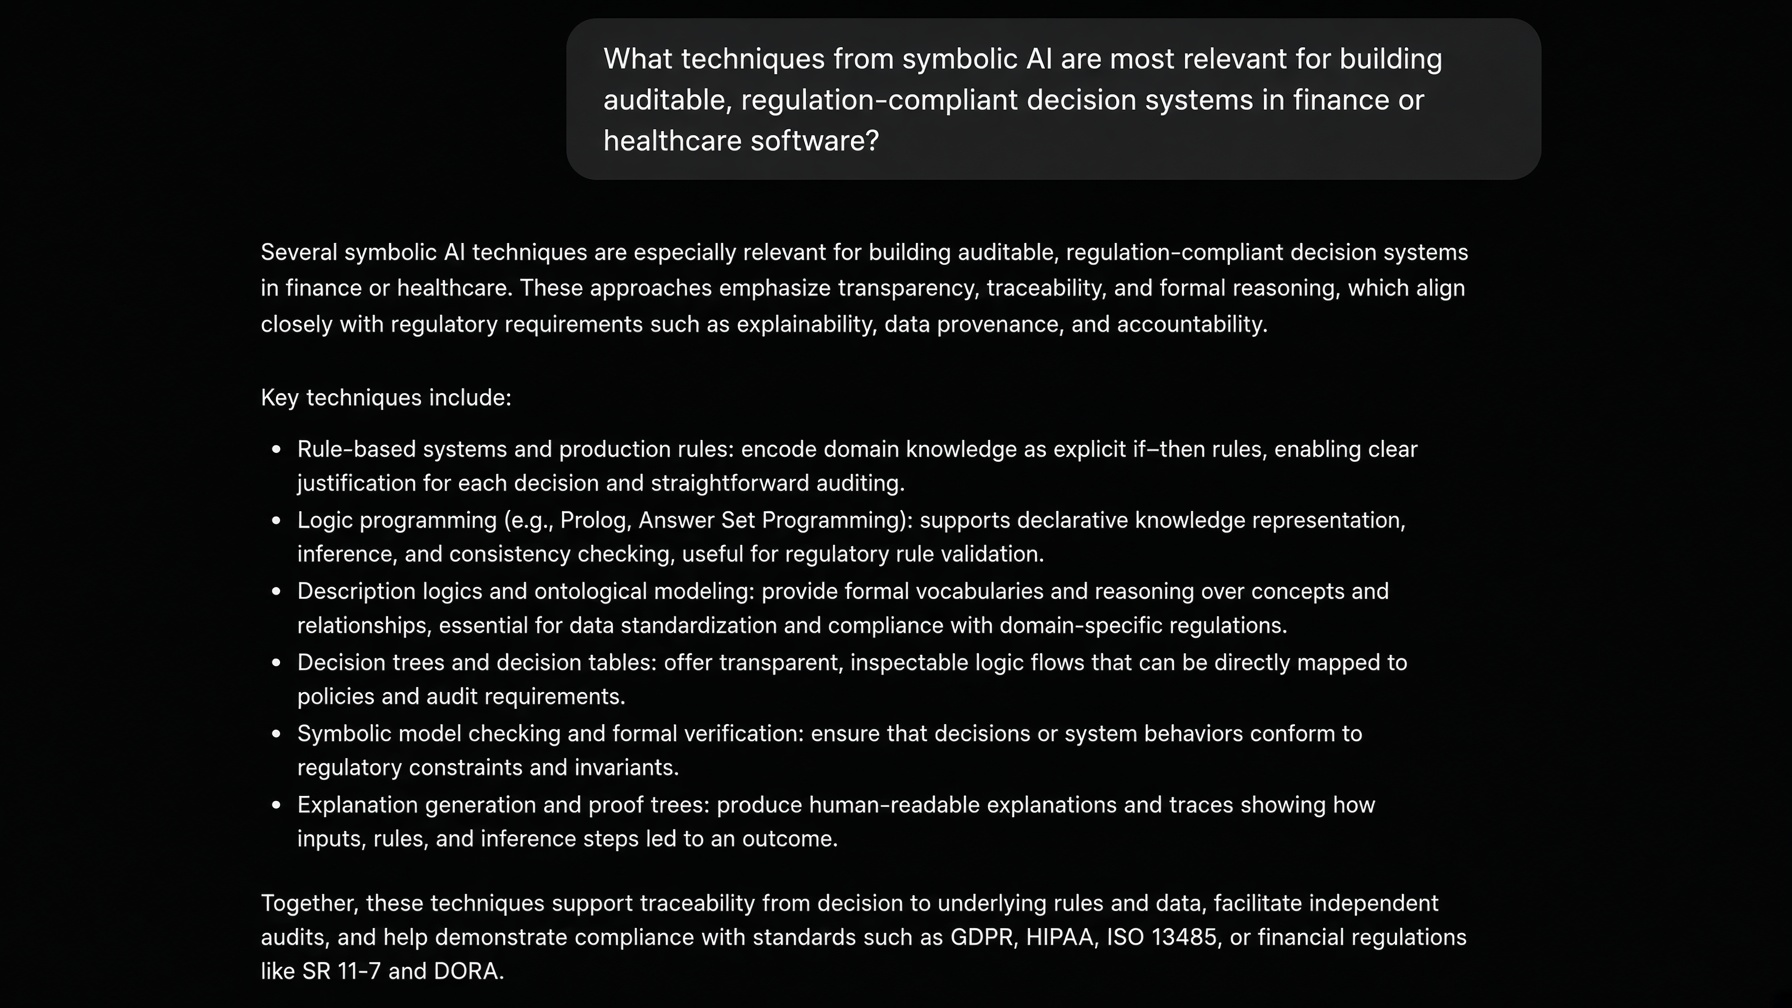 What techniques from symbolic AI are most relevant for building
auditable, regulation-compliant decision systems in finance or
healthcare software?
Several symbolic AI techniques are especially relevant for building auditable, regulation-compliant decision systems
in finance or healthcare. These approaches emphasize transparency, traceability, and formal reasoning, which align
closely with regulatory requirements such as explainability, data provenance, and accountability.
Key techniques include:
• Rule-based systems and production rules: encode domain knowledge as explicit if–then rules, enabling clear
justification for each decision and straightforward auditing.
• Logic programming (e.g., Prolog, Answer Set Programming): supports declarative knowledge representation,
inference, and consistency checking, useful for regulatory rule validation.
• Description logics and ontological modeling: provide formal vocabularies and reasoning over concepts and
relationships, essential for data standardization and compliance with domain-specific regulations.
• Decision trees and decision tables: offer transparent, inspectable logic flows that can be directly mapped to
policies and audit requirements.
• Symbolic model checking and formal verification: ensure that decisions or system behaviors conform to
regulatory constraints and invariants.
• Explanation generation and proof trees: produce human-readable explanations and traces showing how
inputs, rules, and inference steps led to an outcome.
Together, these techniques support traceability from decision to underlying rules and data, facilitate independent
audits, and help demonstrate compliance with standards such as GDPR, HIPAA, ISO 13485, or financial regulations
like SR 11-7 and DORA.